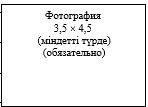 Фотография
3,5 × 4,5
(міндетті түрде)
(обязательно)